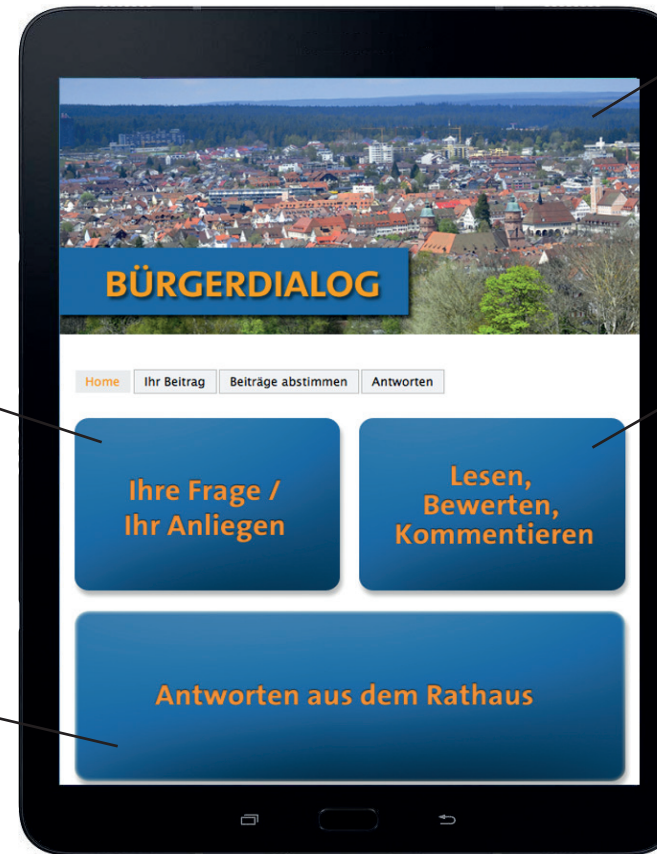 BÜRGERDIALOG
Home Ihr Beitrag Beiträge abstimmen Antworten
Ihre Frage /
Ihr Anliegen
Lesen,
Bewerten,
Kommentieren
Antworten aus dem Rathaus